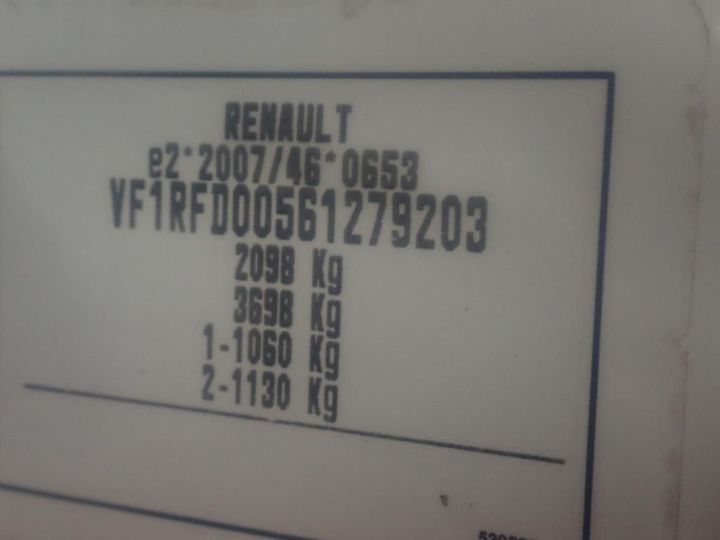 RENAULT
e2*2007/46*0653
VF1RFD00561279203
2098 Kg
3698 Kg
1-1060 Kg
2-1130 Kg